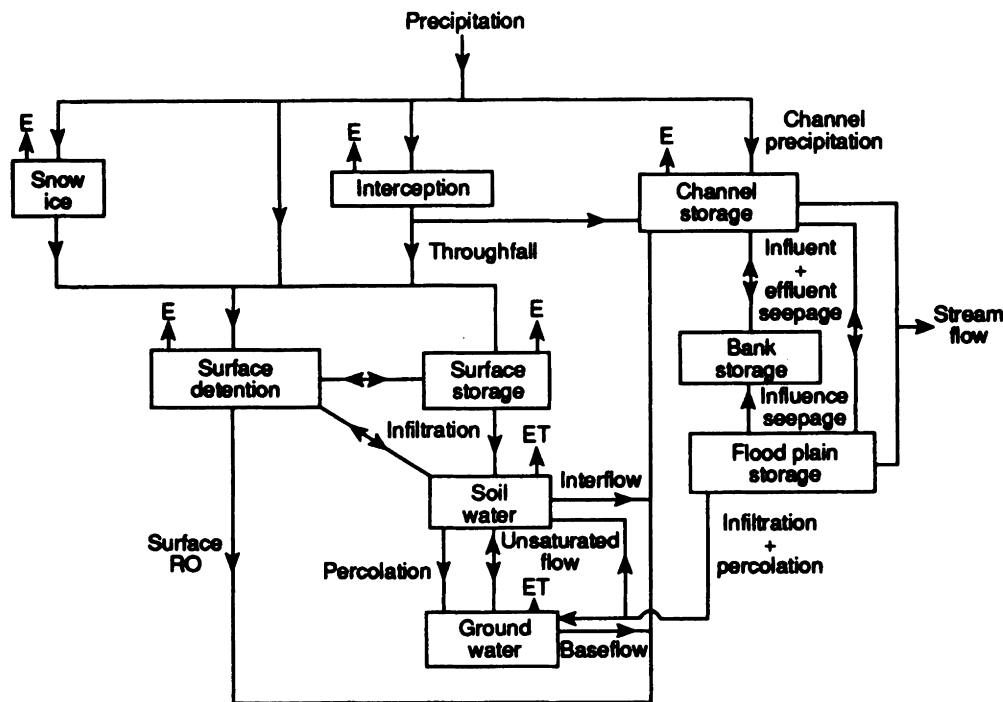 Precipitation
E
Snow
ice
E
Interception
E
Channel
precipitation
Channel
storage
Throughfall
Influent
+
effluent
seepage
Stream
flow
E
Surface
detention
E
Surface
storage
Bank
storage
Influence
seepage
Infiltration
ET
Flood plain
storage
Soil
water
Interflow
Surface
RO
Percolation
Unsaturated
flow
Infiltration
+
percolation
ET
Ground
water
Baseflow